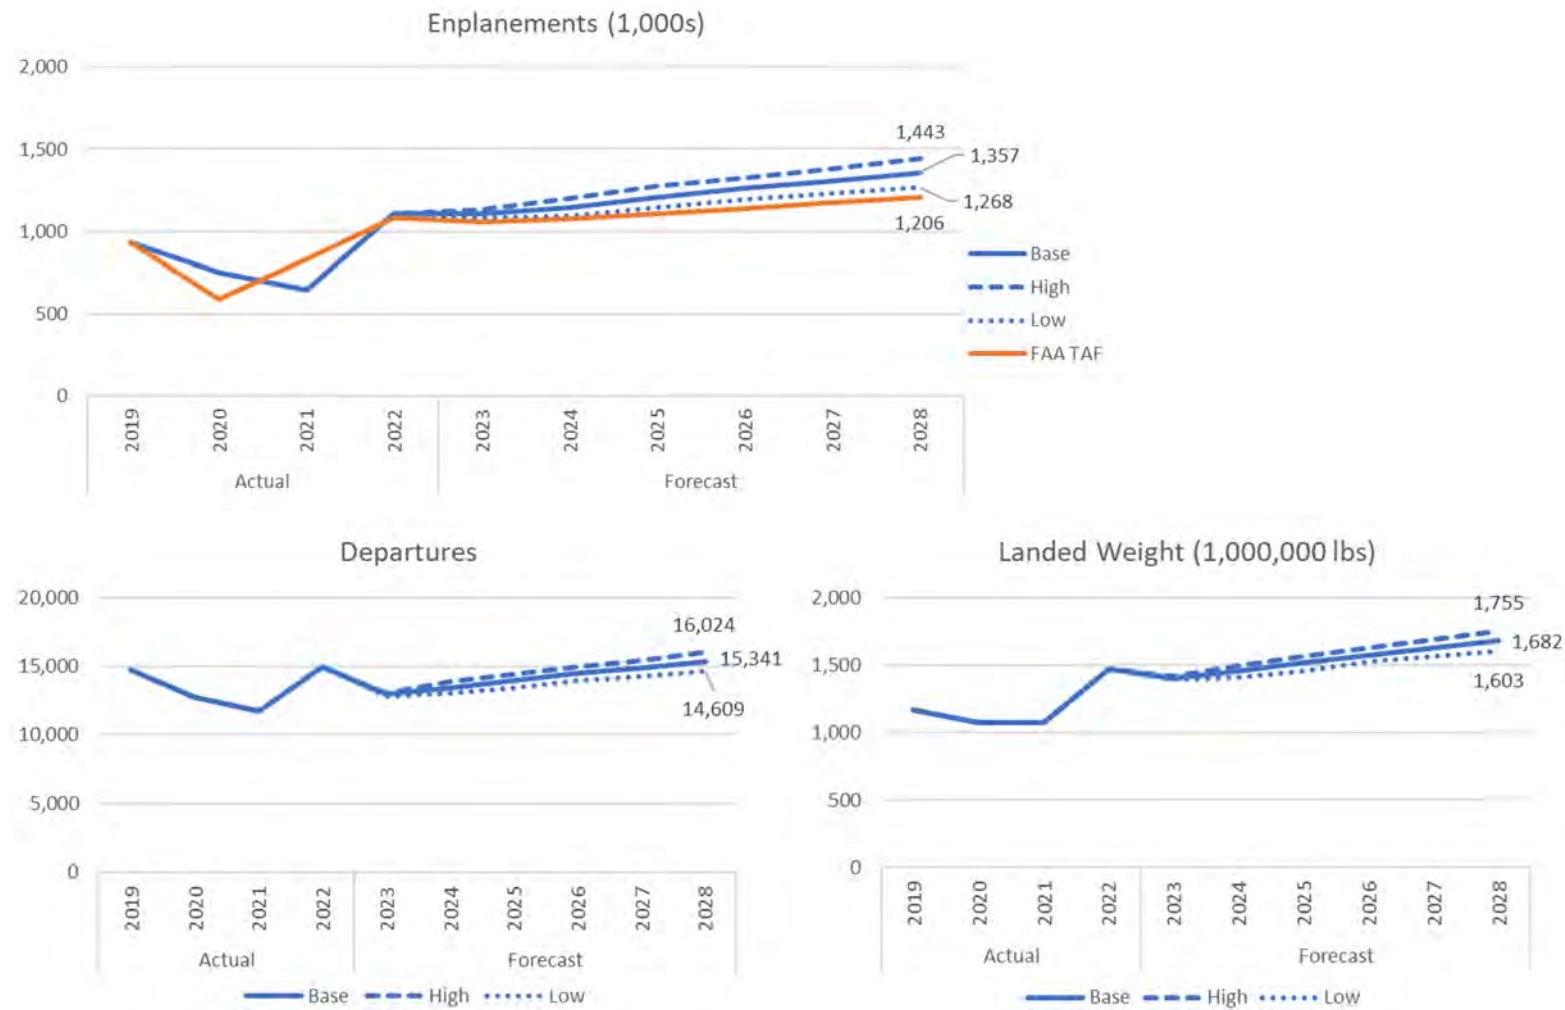 Enplanements (1,000s)
2,000
1,500
1,000
500
0
1,443
1,357
1,268
1,206
Base
High
Low
FAA TAF
2019 2020 2021 2022 2023 2024 2025 2026 2027 2028
Actual Forecast
Departures
20,000
15,000
10,000
5,000
0
16,024
15,341
14,609
2019 2020 2021 2022 2023 2024 2025 2026 2027 2028
Actual Forecast
Base High Low
Landed Weight (1,000,000 lbs)
2,000
1,500
1,000
500
0
1,755
1,682
1,603
2019 2020 2021 2022 2023 2024 2025 2026 2027 2028
Actual Forecast
Base High Low